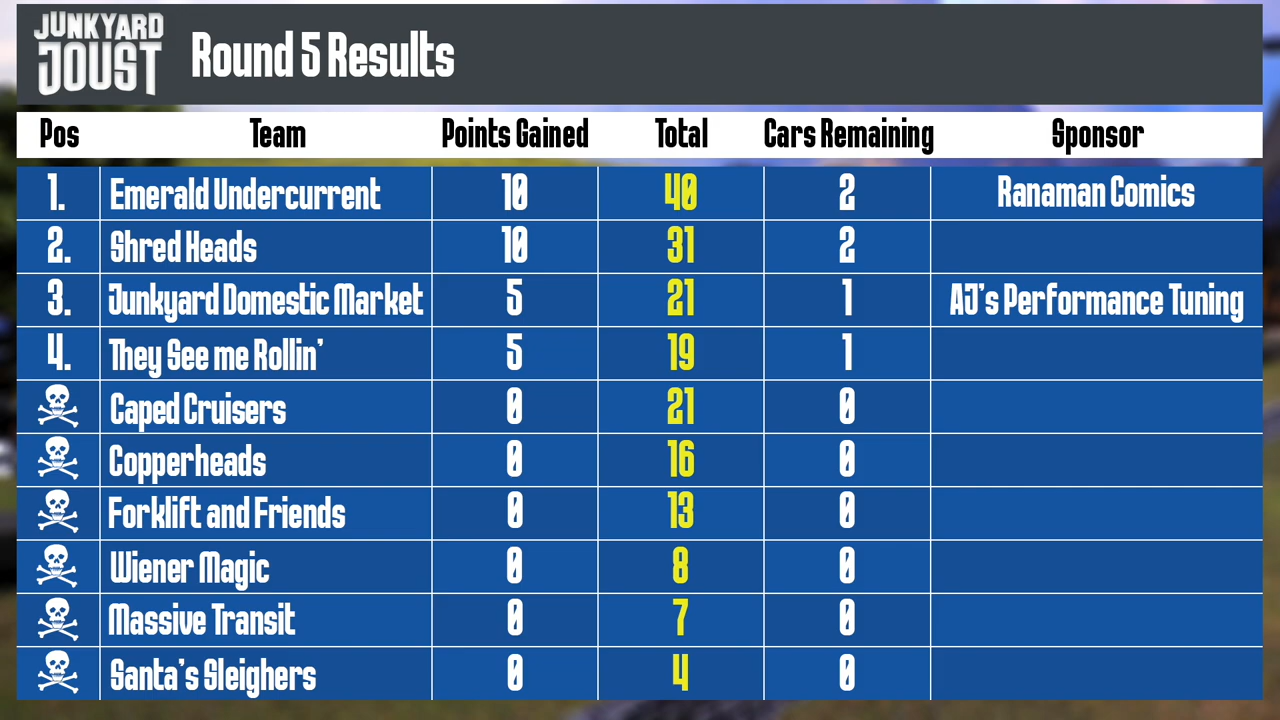 JUNKYARD
JOUST
Round 5 Results
Pos Team Points Gained Total Cars Remaining Sponsor
1. Emerald Undercurrent 10 40 2 Ranaman Comics
2. Shred Heads 10 31 2
3. Junkyard Domestic Market 5 21 1 AJ's Performance Tuning
4. They See me Rollin' 5 19 1
Caped Cruisers 0 21 0
Copperheads 0 16 0
Forklift and Friends 0 13 0
Wiener Magic 0 8 0
Massive Transit 0 7 0
Santa's Sleighers 0 4 0